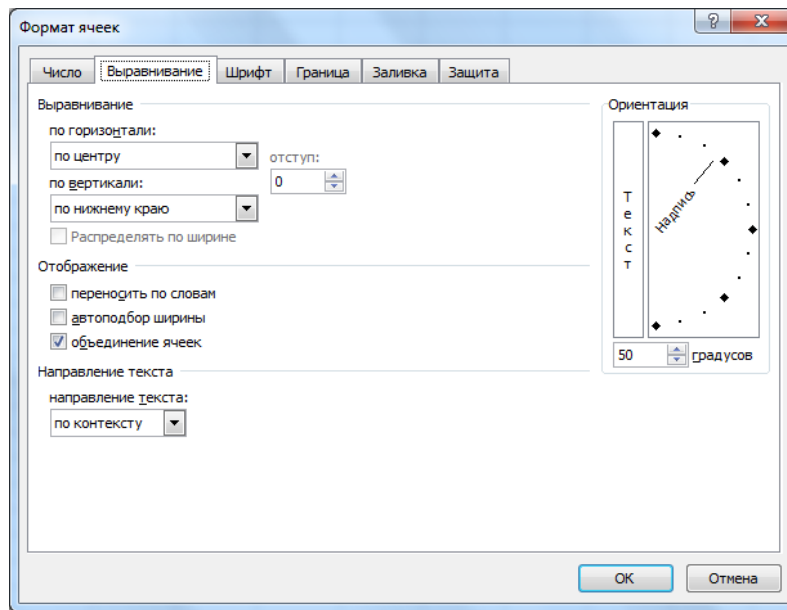 Формат ячеек
Число Выравнивание Шрифт Граница Заливка Защита
Выравнивание
по горизонтали:
по центру
отступ:
0
по вертикали:
по нижнему краю
Распределять по ширине
Отображение
переносить по словам
автоподбор ширины
объединение ячеек
Направление текста
направление текста:
по контексту
Ориентация
Текст
Надпись
50 градусов
ОК Отмена